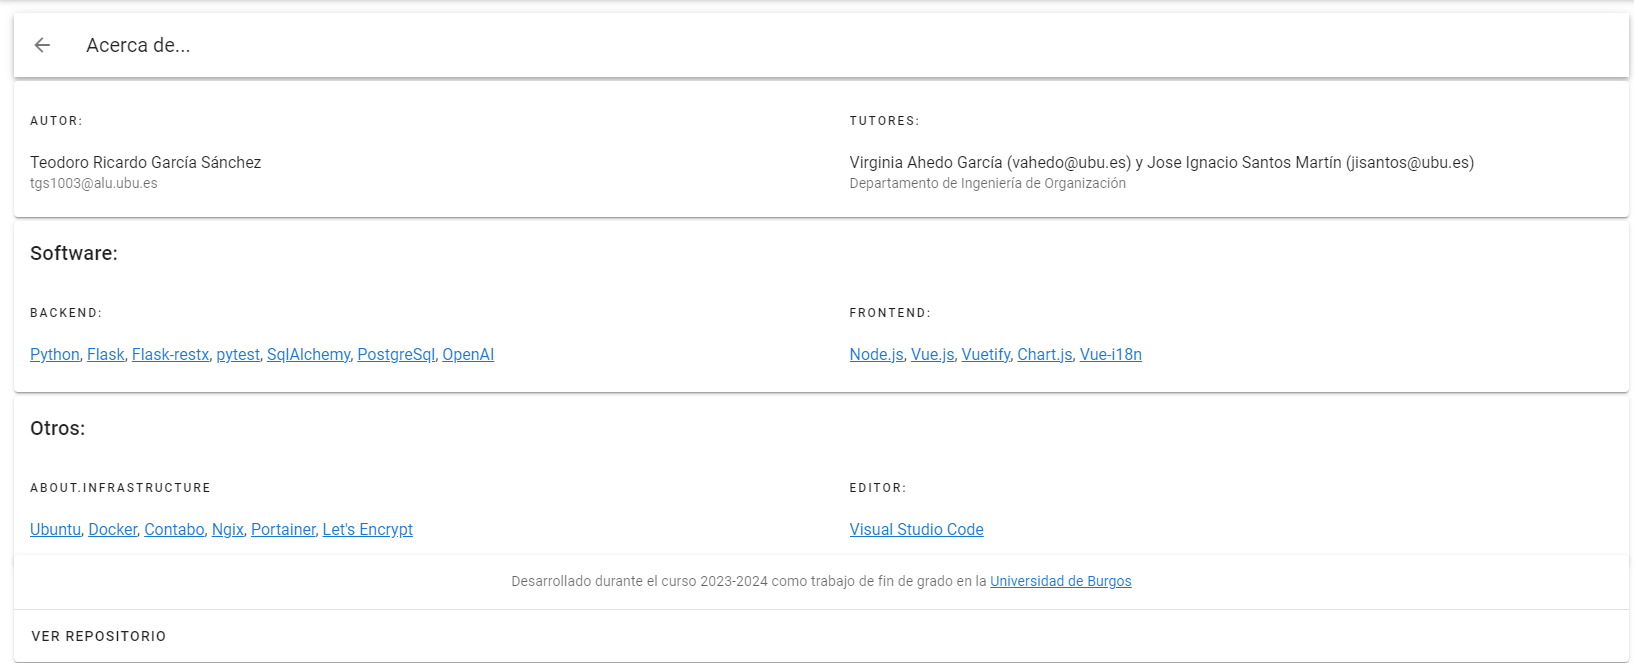 Acerca de...
AUTOR:
Teodoro Ricardo García Sánchez
tgs1003@alu.ubu.es
TUTORES:
Virginia Ahedo García (vahedo@ubu.es) y Jose Ignacio Santos Martín (jisantos@ubu.es)
Departamento de Ingeniería de Organización
Software:
BACKEND:
Python, Flask, Flask-restx, pytest, SqlAlchemy, PostgreSql, OpenAI
FRONTEND:
Node.js, Vue.js, Vuetify, Chart.js, Vue-i18n
Otros:
ABOUT.INFRASTRUCTURE
Ubuntu, Docker, Contabo, Ngix, Portainer, Let's Encrypt
EDITOR:
Visual Studio Code
Desarrollado durante el curso 2023-2024 como trabajo de fin de grado en la Universidad de Burgos
VER REPOSITORIO